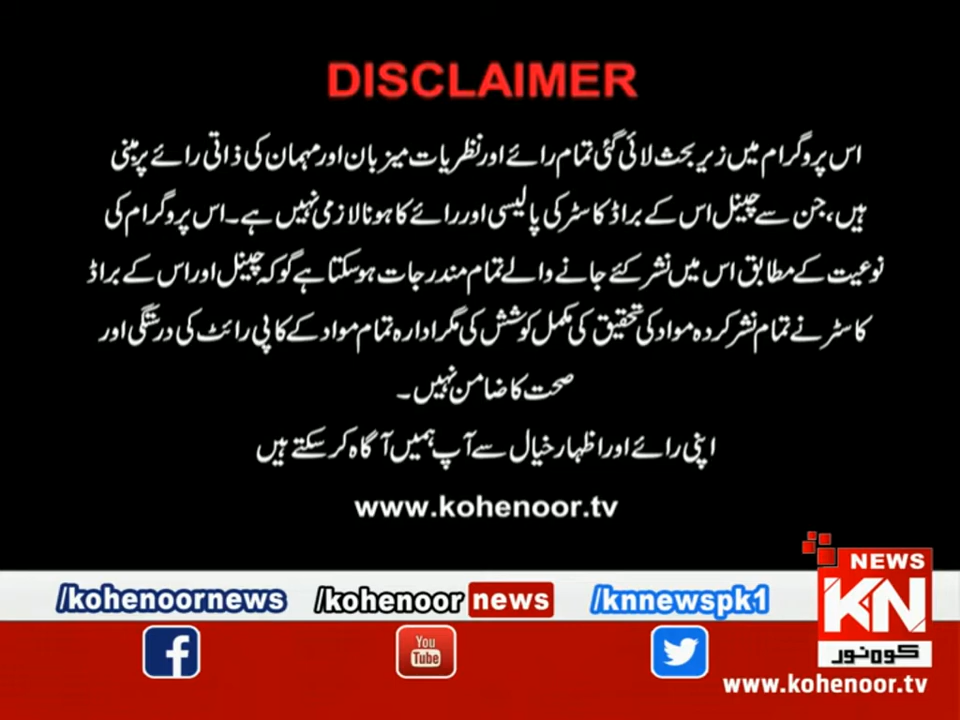 DISCLAIMER
اس پروگرام میں زیرِ بحث لائی گئی تمام رائے اور نظریات میزبان اور مہمان کی ذاتی رائے پر مبنی
ہیں، جن سے چینل اس کے براڈ کاسٹر کی پالیسی اور رائے کا ہونا لازمی نہیں ہے۔ اس پروگرام کی
نوعیت کے مطابق اس میں نشر کئے جانے والے تمام مندرجات ہو سکتا ہے گو کہ چینل اور اس کے براڈ
کاسٹر نے تمام نشر کردہ مواد کی تحقیق کی مکمل کوشش کی مگر ادارہ تمام مواد کے کاپی رائٹ کی درستگی اور
صحت کا ضامن نہیں۔
اپنی رائے اور اظہار خیال سے آپ ہمیں آگاہ کر سکتے ہیں
www.kohenoor.tv
/kohenoornews /kohenoor news /knnewspk1
NEWS
KN
کوہ نور
You Tube
www.kohenoor.tv